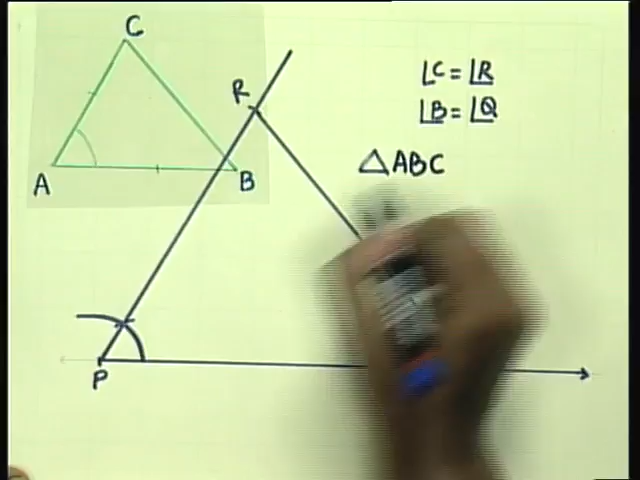 C
A
B
R
∠C = ∠R
∠B = ∠Q
△ABC
P